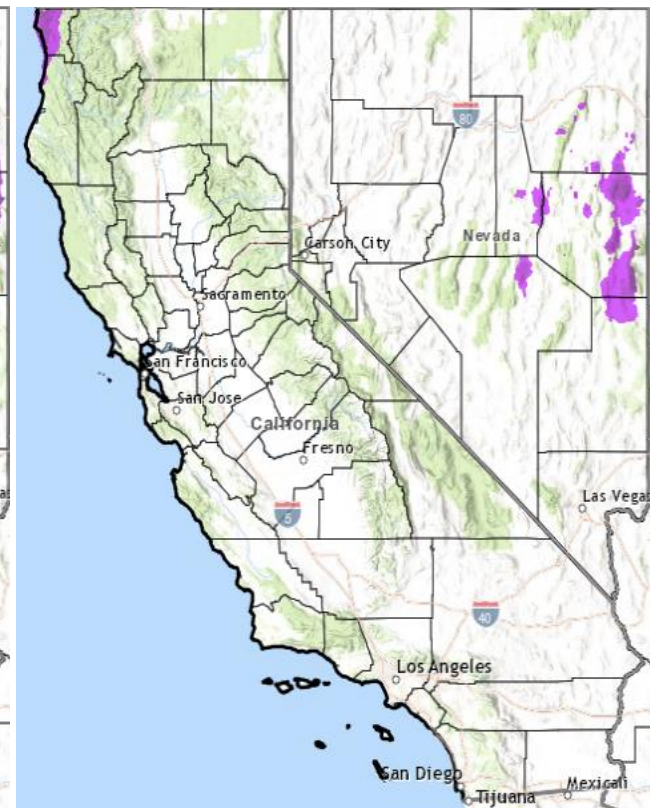 80
Carson City
Nevada
Sacramento
San Francisco
San Jose
California
Fresno
5
Las Vegas
40
Los Angeles
San Diego
Tijuana
Mexicali